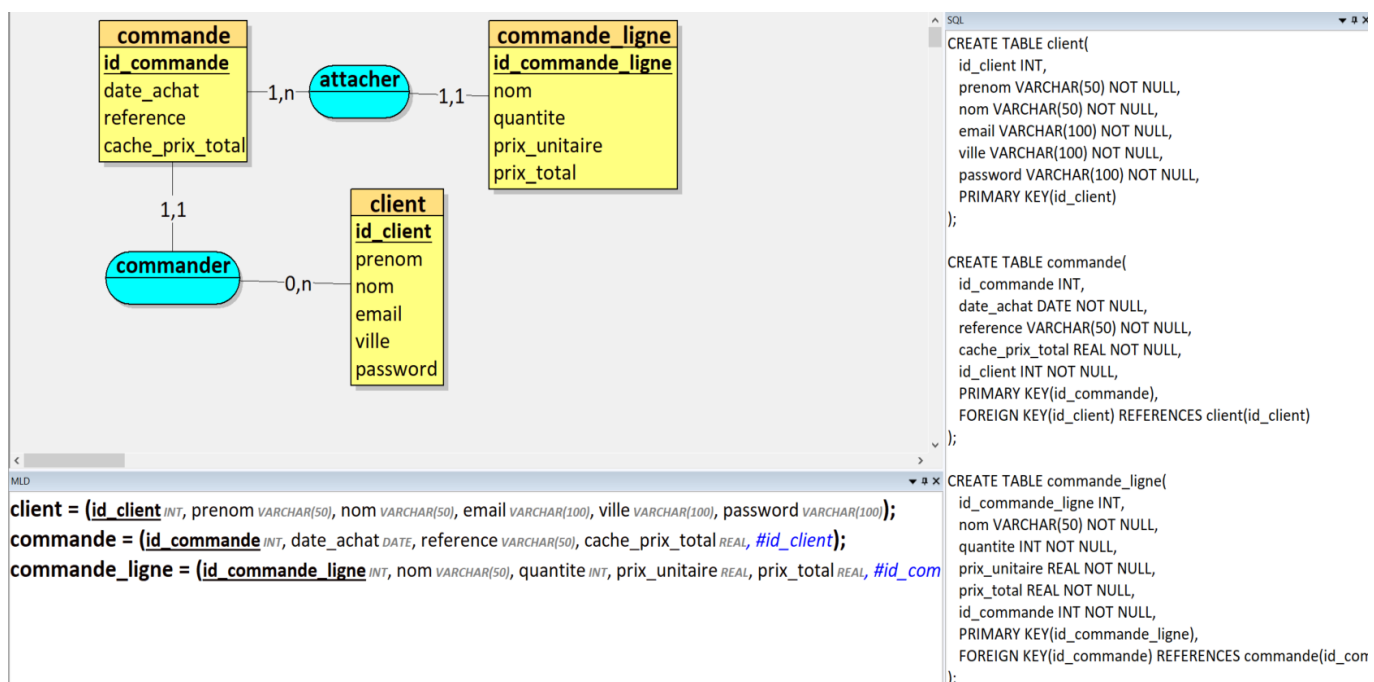 commande
id_commande
date_achat
reference
cache_prix_total
1,n
attacher
1,1
commande_ligne
id_commande_ligne
nom
quantite
prix_unitaire
prix_total
1,1
commander
0,n
client
id_client
prenom
nom
email
ville
password
MLD
client = (id_client INT, prenom VARCHAR(50), nom VARCHAR(50), email VARCHAR(100), ville VARCHAR(100), password VARCHAR(100));
commande = (id_commande INT, date_achat DATE, reference VARCHAR(50), cache_prix_total REAL, #id_client);
commande_ligne = (id_commande_ligne INT, nom VARCHAR(50), quantite INT, prix_unitaire REAL, prix_total REAL, #id_com
SQL
CREATE TABLE client(
id_client INT,
prenom VARCHAR(50) NOT NULL,
nom VARCHAR(50) NOT NULL,
email VARCHAR(100) NOT NULL,
ville VARCHAR(100) NOT NULL,
password VARCHAR(100) NOT NULL,
PRIMARY KEY(id_client)
);
CREATE TABLE commande(
id_commande INT,
date_achat DATE NOT NULL,
reference VARCHAR(50) NOT NULL,
cache_prix_total REAL NOT NULL,
id_client INT NOT NULL,
PRIMARY KEY(id_commande),
FOREIGN KEY(id_client) REFERENCES client(id_client)
);
CREATE TABLE commande_ligne(
id_commande_ligne INT,
nom VARCHAR(50) NOT NULL,
quantite INT NOT NULL,
prix_unitaire REAL NOT NULL,
prix_total REAL NOT NULL,
id_commande INT NOT NULL,
PRIMARY KEY(id_commande_ligne),
FOREIGN KEY(id_commande) REFERENCES commande(id_com
);